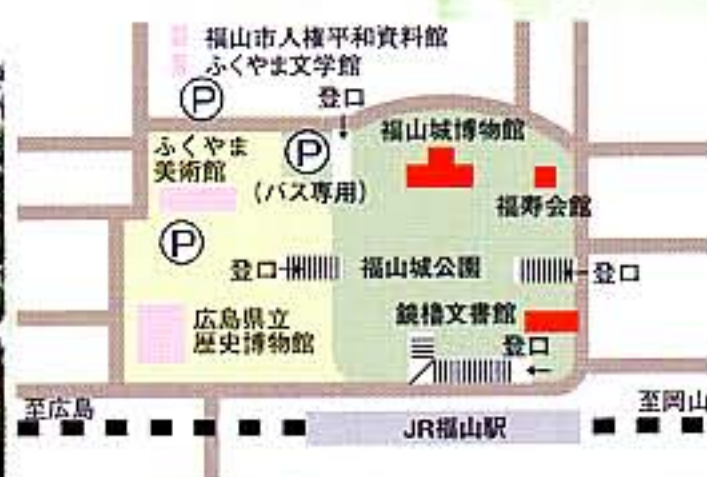 福山市人権平和資料館
ふくやま文学館
P
登口
福山城博物館
ふくやま
美術館
P
(バス専用)
福寿会館
P
登口
福山城公園
登口
広島県立
歴史博物館
鏡櫓文書館
登口
至広島
至岡山
JR福山駅